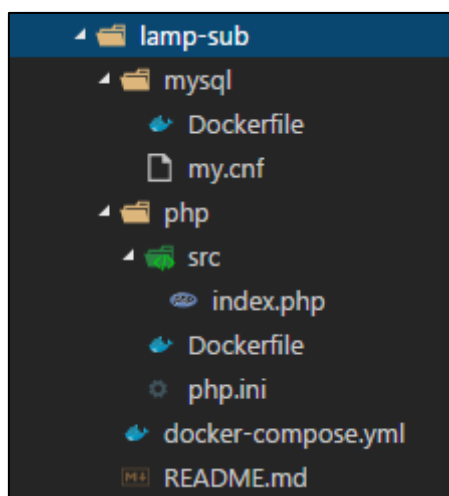 lamp-sub
mysql
Dockerfile
my.cnf
php
src
index.php
Dockerfile
php.ini
docker-compose.yml
README.md